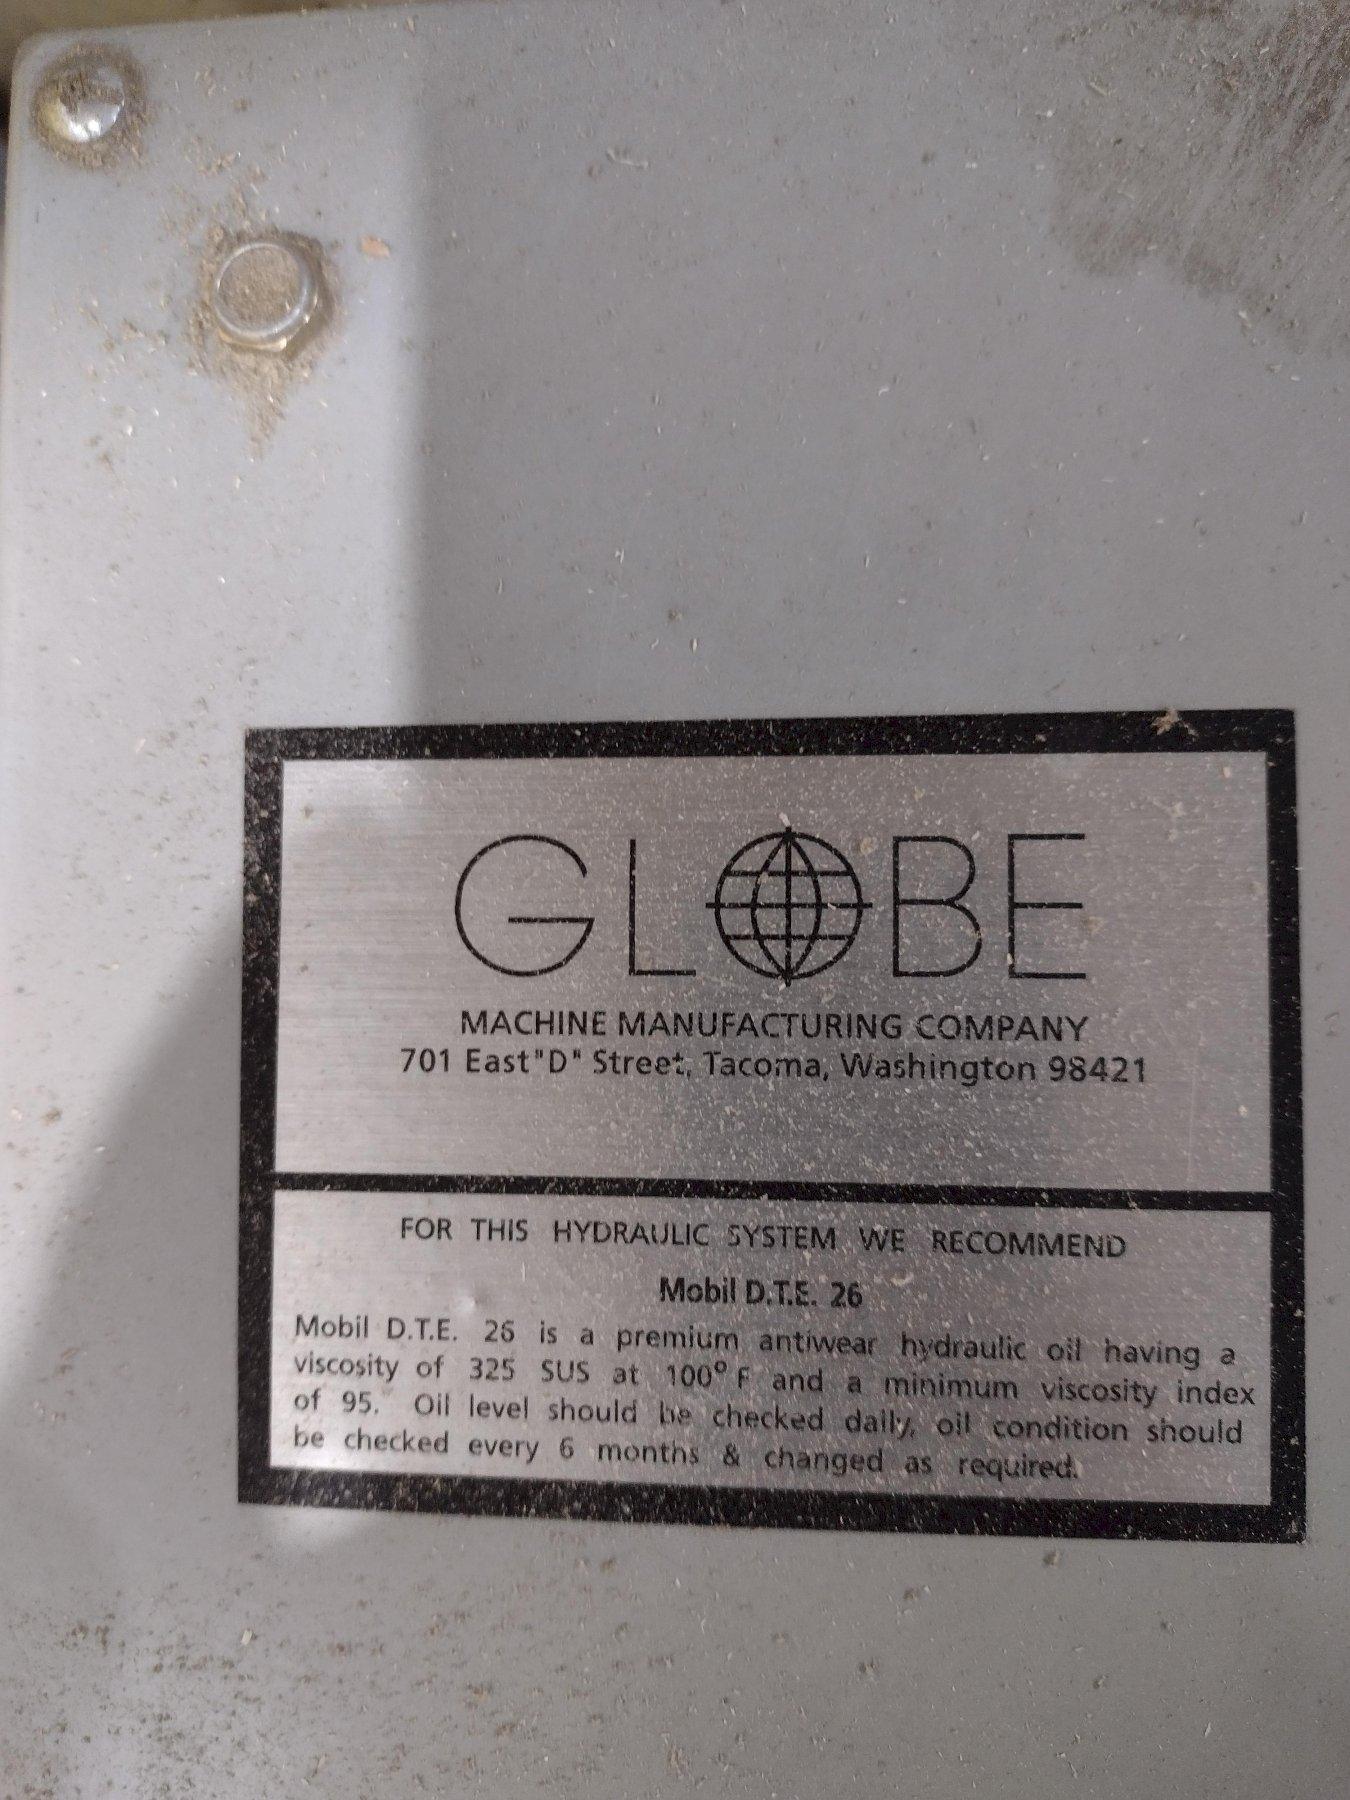 GLOBE
MACHINE MANUFACTURING COMPANY
701 East "D" Street, Tacoma, Washington 98421
FOR THIS HYDRAULIC SYSTEM WE RECOMMEND
Mobil D.T.E. 26
Mobil D.T.E. 26 is a premium antiwear hydraulic oil having a
viscosity of 325 SUS at 100° F and a minimum viscosity index
of 95. Oil level should be checked daily, oil condition should
be checked every 6 months & changed as required.